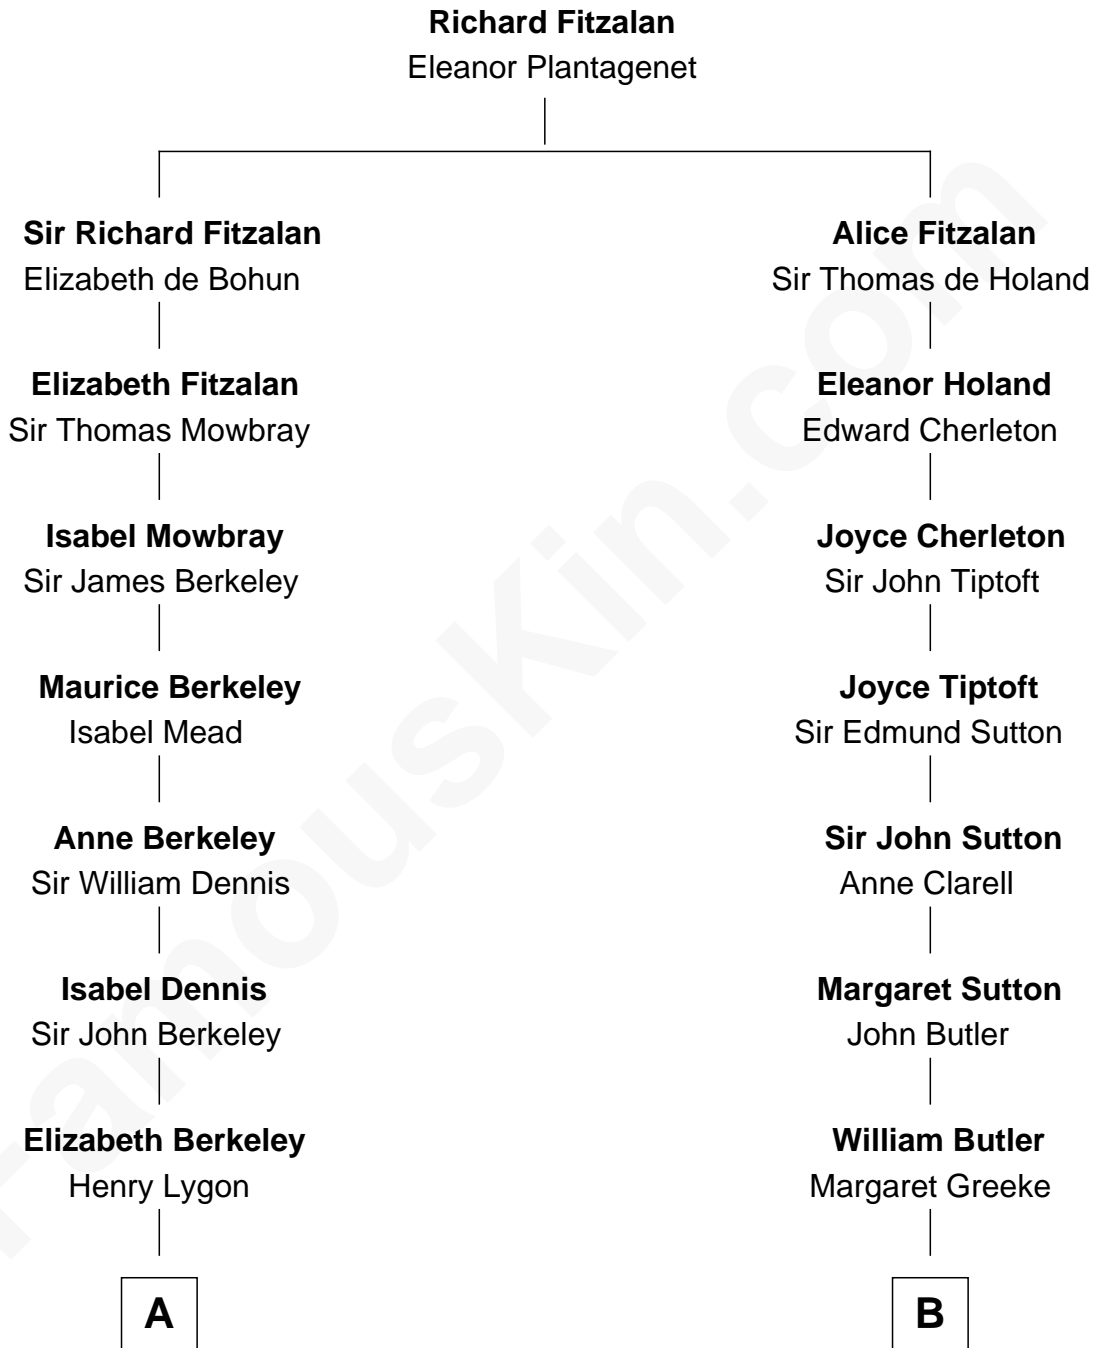 Richard Fitzalan
Eleanor Plantagenet
Sir Richard Fitzalan
Elizabeth de Bohun
Alice Fitzalan
Sir Thomas de Holand
Elizabeth Fitzalan
Sir Thomas Mowbray
Eleanor Holand
Edward Cherleton
Isabel Mowbray
Sir James Berkeley
Joyce Cherleton
Sir John Tiptoft
Maurice Berkeley
Isabel Mead
Joyce Tiptoft
Sir Edmund Sutton
Anne Berkeley
Sir William Dennis
Sir John Sutton
Anne Clarell
Isabel Dennis
Sir John Berkeley
Margaret Sutton
John Butler
Elizabeth Berkeley
Henry Lygon
William Butler
Margaret Greeke
A
B
FamousKin.com